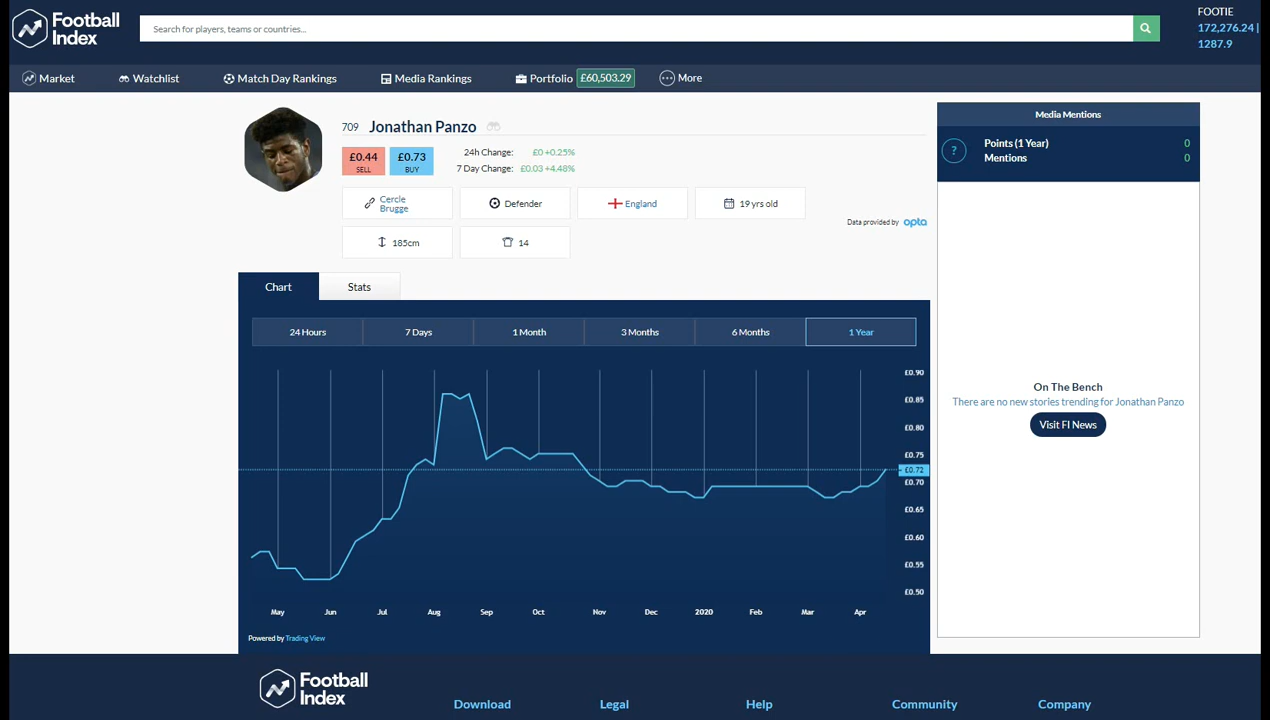 Football
Index
Search for players, teams or countries...
FOOTIE
172,276.24 |
1287.9
Market
Watchlist
Match Day Rankings
Media Rankings
Portfolio £60,503.29
More
709 Jonathan Panzo
£0.44
SELL
£0.73
BUY
24h Change: £0 +0.25%
7 Day Change: £0.03 +4.48%
Cercle
Brugge
Defender
England
19 yrs old
185cm
14
Data provided by opta
Media Mentions
?
Points (1 Year) 0
Mentions 0
On The Bench
There are no new stories trending for Jonathan Panzo
Visit FI News
Chart
Stats
24 Hours
7 Days
1 Month
3 Months
6 Months
1 Year
£0.90
£0.85
£0.80
£0.75
£0.72
£0.70
£0.65
£0.60
£0.55
£0.50
May Jun Jul Aug Sep Oct Nov Dec 2020 Feb Mar Apr
Powered by Trading View
Football
Index
Download
Legal
Help
Community
Company